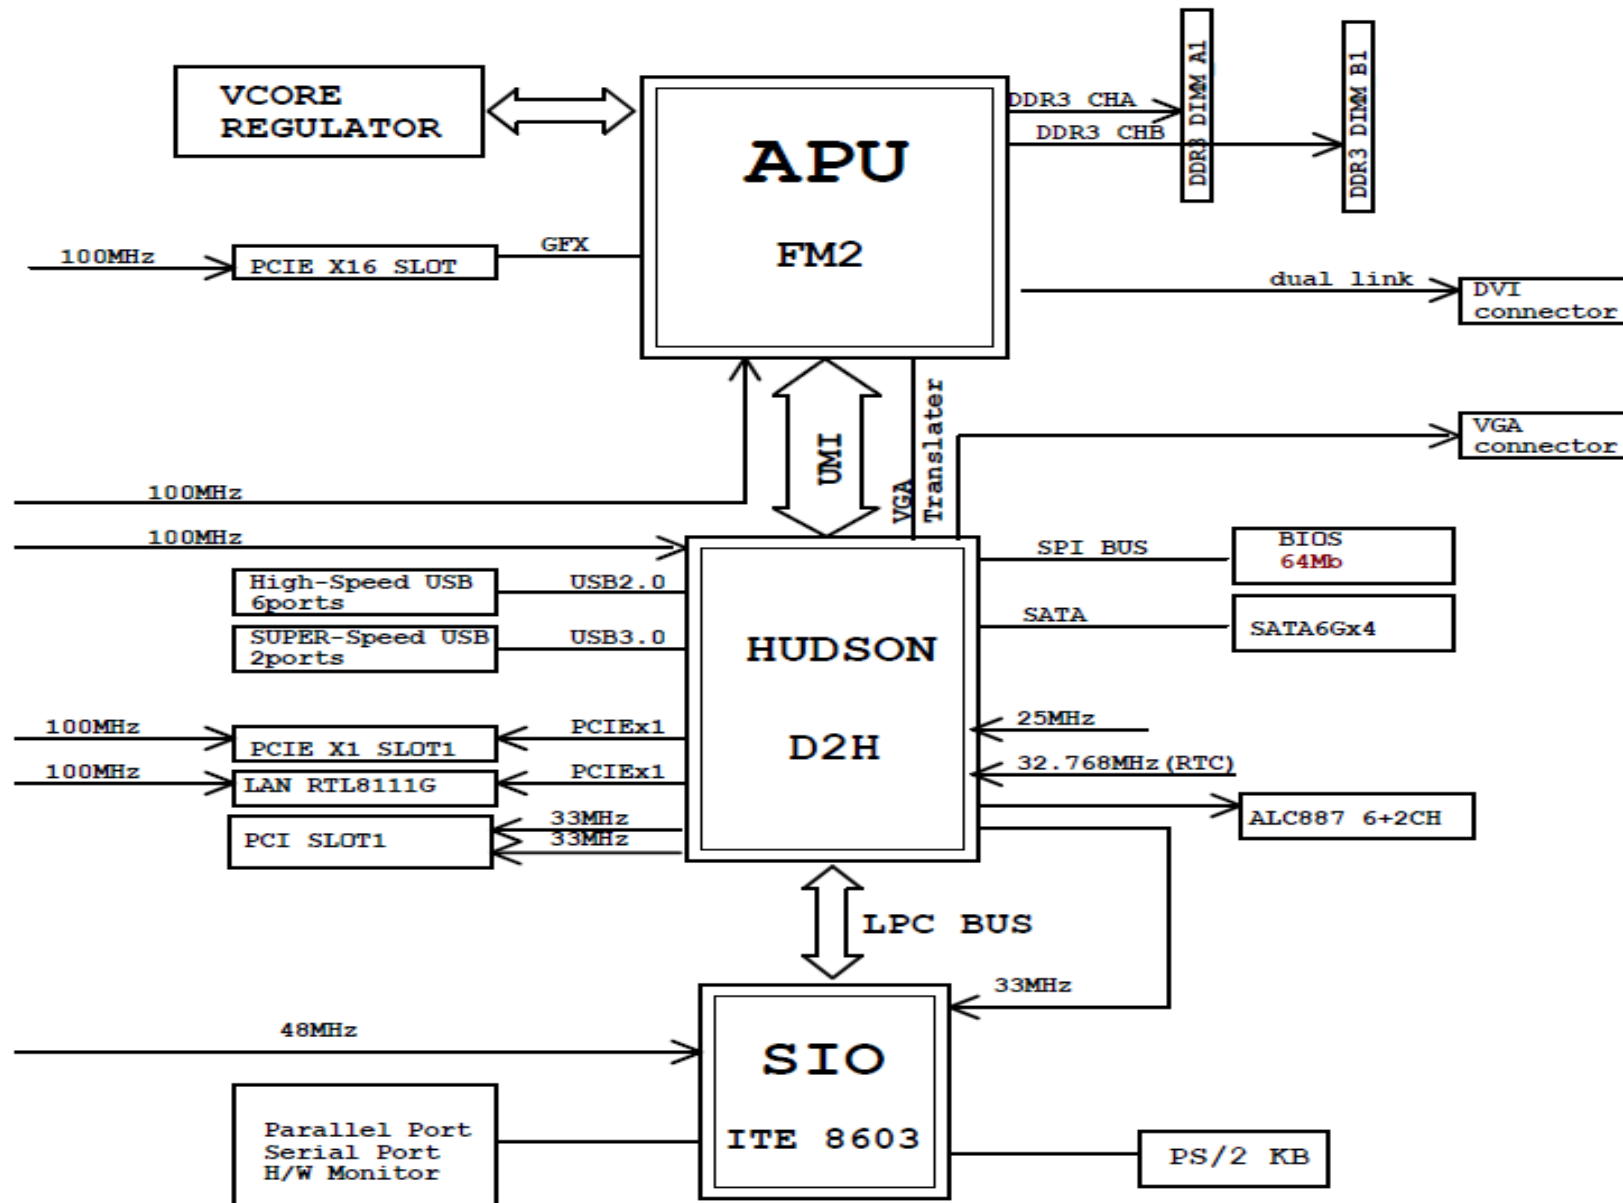 VCORE
REGULATOR
APU
FM2
DDR3 CHA
DDR3 CHB
DDR3 DIMM A1
DDR3 DIMM B1
100MHz
PCIE X16 SLOT
GFX
dual link
DVI
connector
UMI
VGA
Translater
VGA
connector
100MHz
100MHz
High-Speed USB
6ports
USB2.0
SUPER-Speed USB
2ports
USB3.0
HUDSON
D2H
SPI BUS
BIOS
64Mb
SATA
SATA6Gx4
100MHz
PCIE X1 SLOT1
PCIEx1
100MHz
LAN RTL8111G
PCIEx1
PCI SLOT1
33MHz
33MHz
25MHz
32.768MHz(RTC)
ALC887 6+2CH
LPC BUS
33MHz
48MHz
SIO
ITE 8603
Parallel Port
Serial Port
H/W Monitor
PS/2 KB